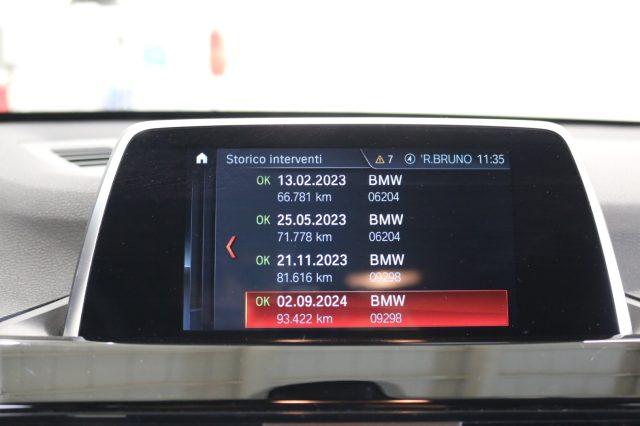 Storico interventi 7 'R.BRUNO 11:35
OK 13.02.2023 BMW
66.781 km 06204
OK 25.05.2023 BMW
71.778 km 06204
OK 21.11.2023 BMW
81.616 km 09298
OK 02.09.2024 BMW
93.422 km 09298